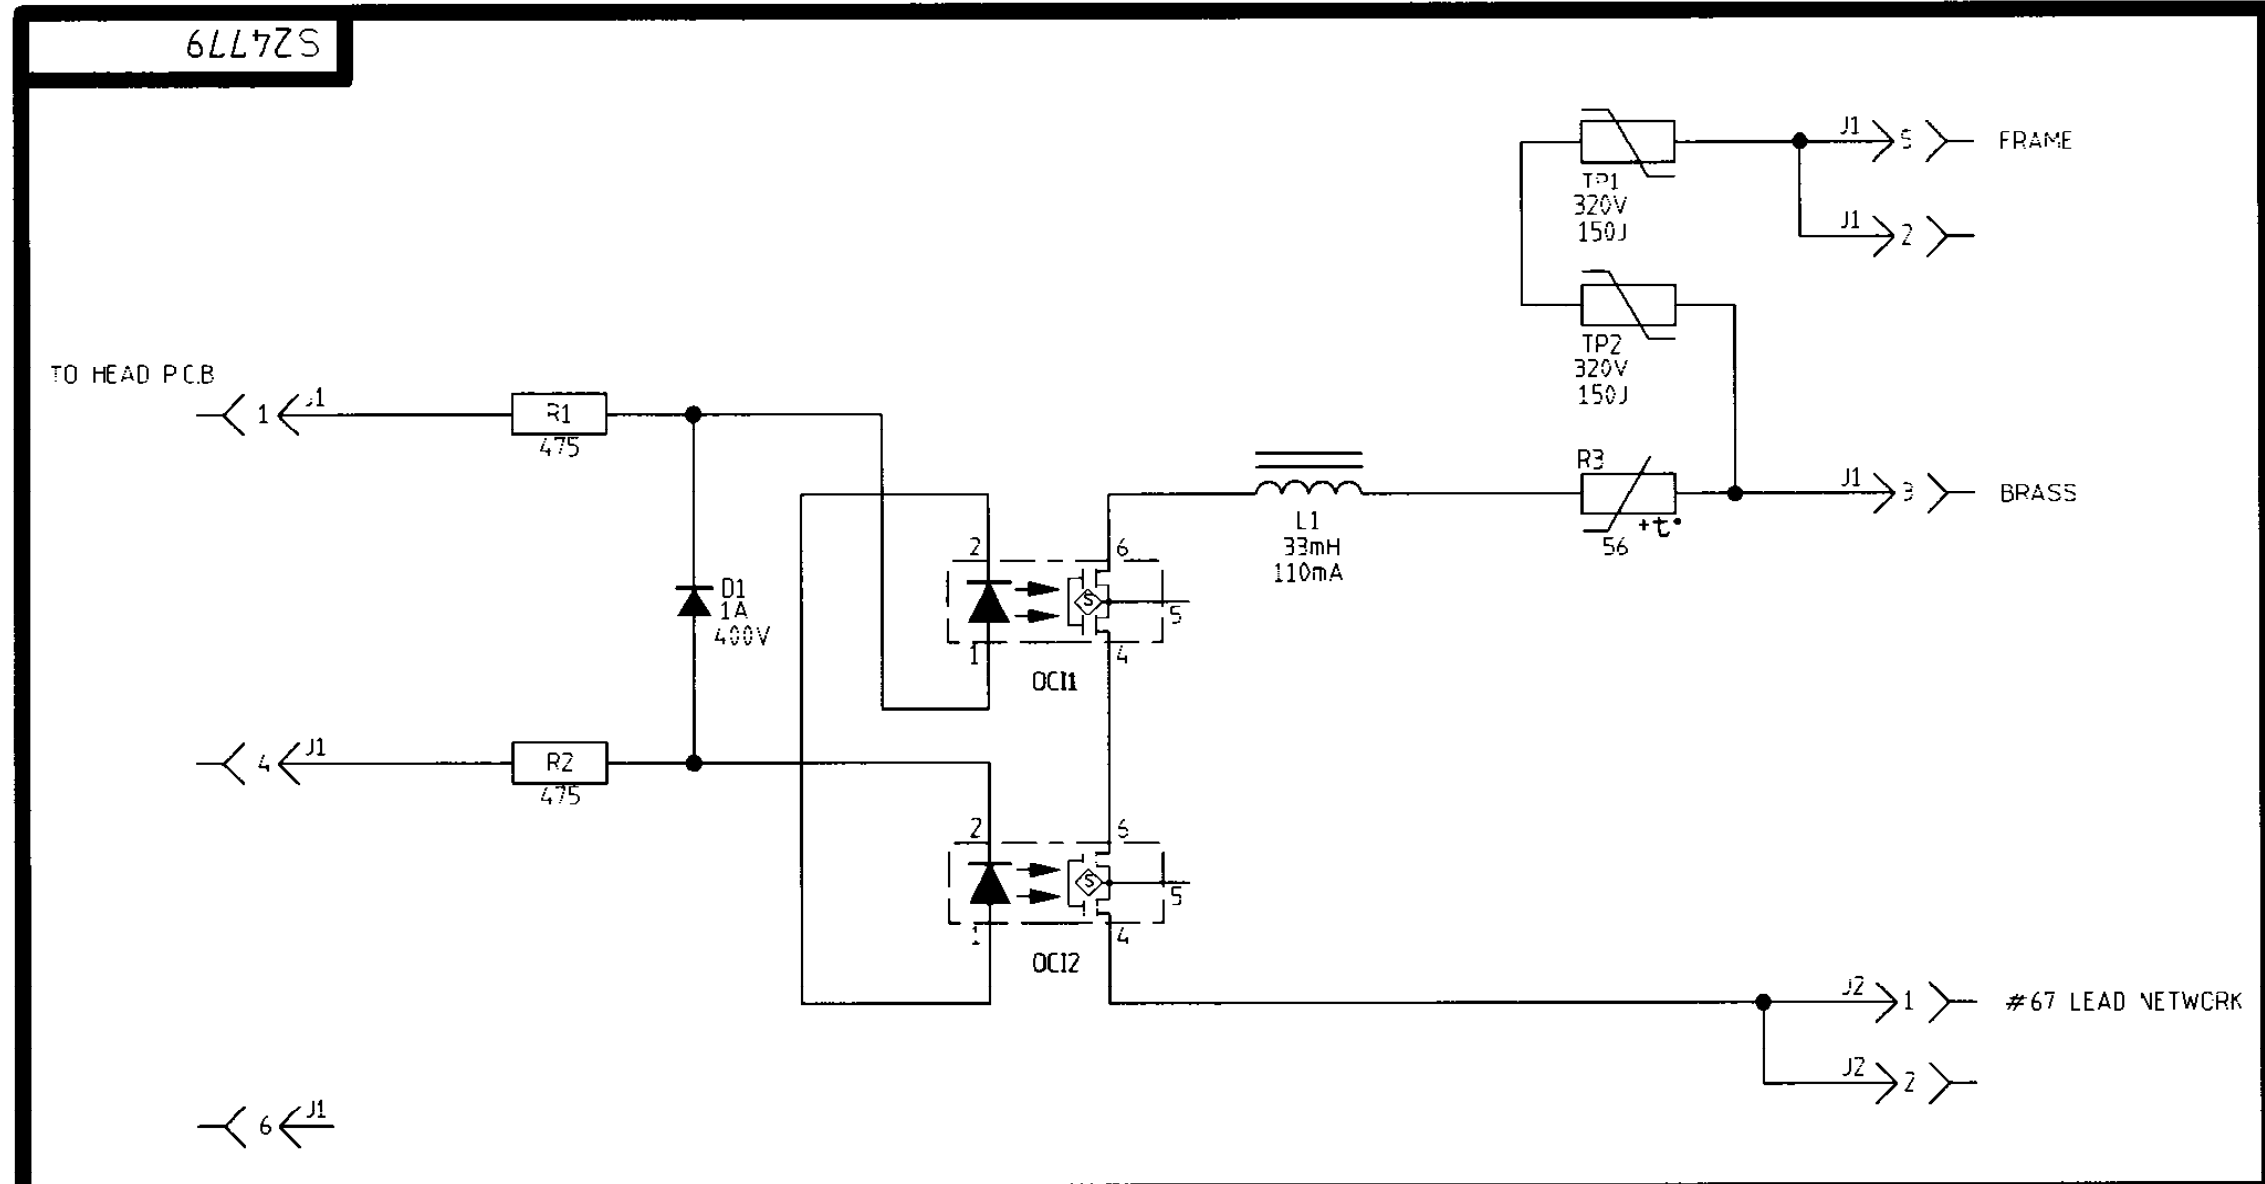 S24779
J1
5
FRAME
TP1
320V
150J
J1
2
TP2
320V
150J
TO HEAD P.C.B
1
J1
R1
475
R3
+t°
56
J1
3
BRASS
L1
33mH
110mA
D1
1A
400V
2
6
S
5
1
4
OCI1
4
J1
R2
475
2
6
S
5
1
4
OCI2
J2
1
#67 LEAD NETWORK
J2
2
6
J1